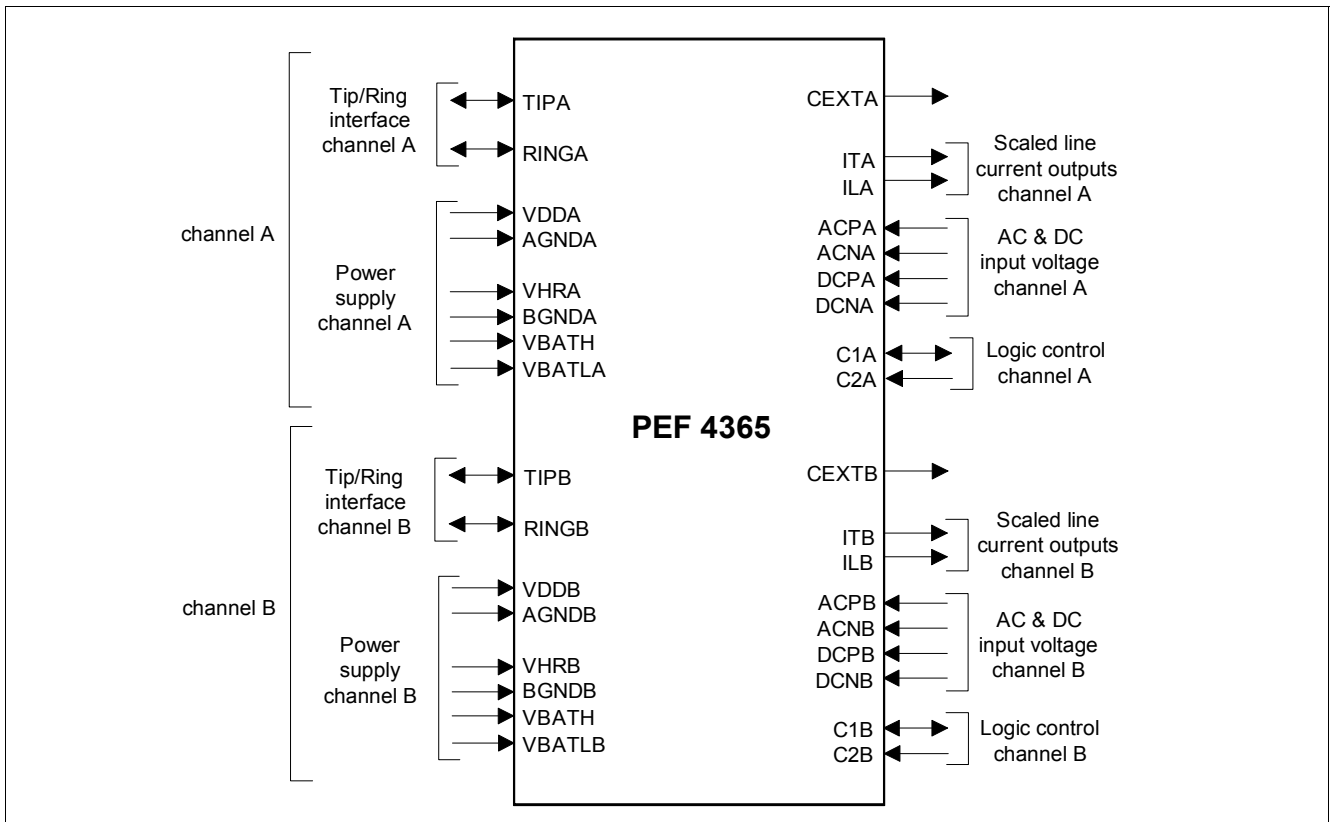 channel A
Tip/Ring
interface
channel A
TIPA
RINGA
Power
supply
channel A
VDDA
AGNDA
VHRA
BGNDA
VBATH
VBATLA
CEXTA
ITA
ILA
Scaled line
current outputs
channel A
ACPA
ACNA
DCPA
DCNA
AC & DC
input voltage
channel A
C1A
C2A
Logic control
channel A
PEF 4365
channel B
Tip/Ring
interface
channel B
TIPB
RINGB
Power
supply
channel B
VDDB
AGNDB
VHRB
BGNDB
VBATH
VBATLB
CEXTB
ITB
ILB
Scaled line
current outputs
channel B
ACPB
ACNB
DCPB
DCNB
AC & DC
input voltage
channel B
C1B
C2B
Logic control
channel B